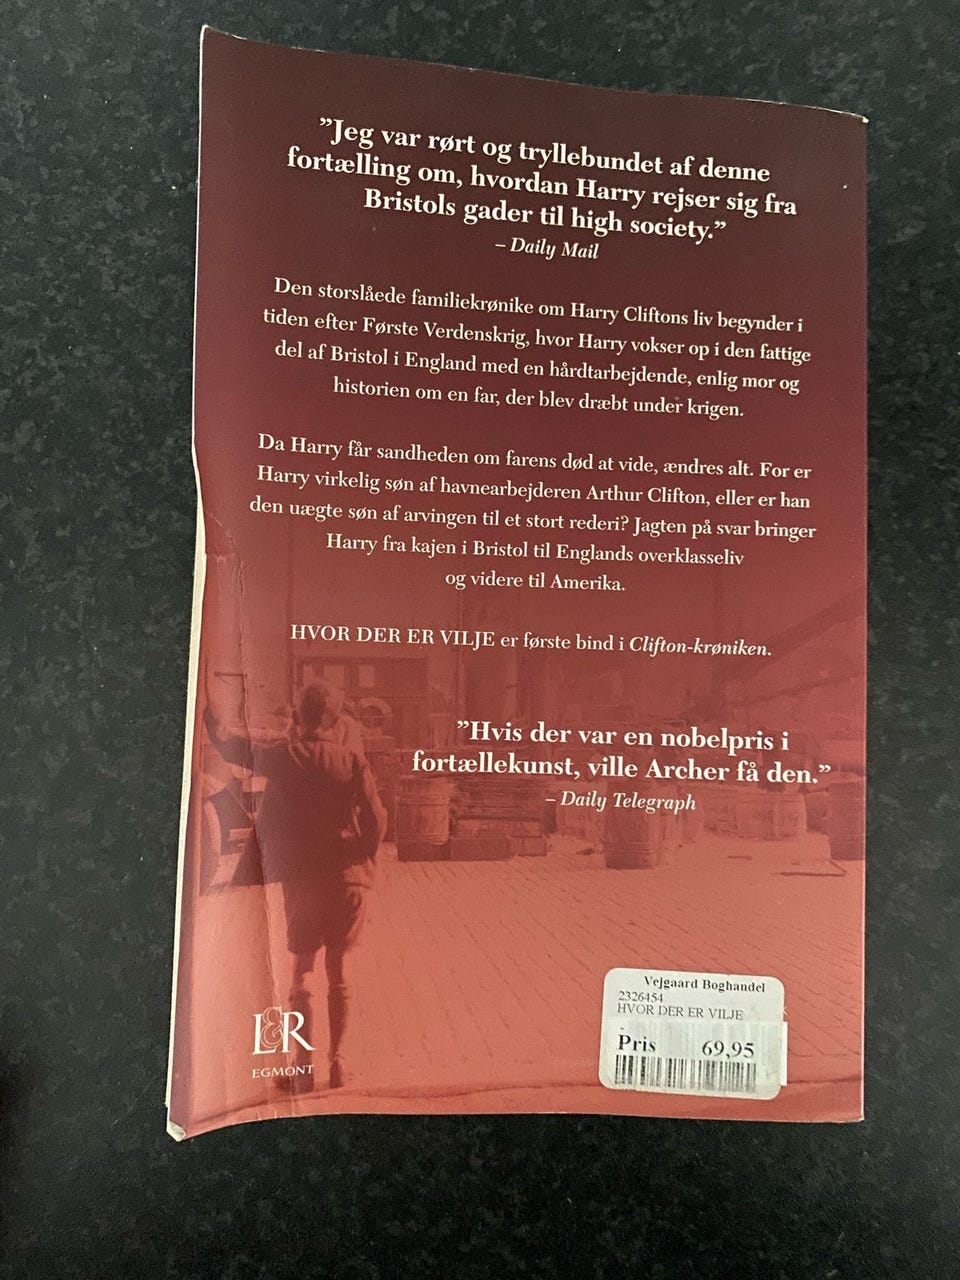 ”Jeg var rørt og tryllebundet af denne
fortælling om, hvordan Harry rejser sig fra
Bristols gader til high society.”
– Daily Mail
Den storslåede familiekrønike om Harry Cliftons liv begynder i
tiden efter Første Verdenskrig, hvor Harry vokser op i den fattige
del af Bristol i England med en hårdtarbejdende, enlig mor og
historien om en far, der blev dræbt under krigen.
Da Harry får sandheden om farens død at vide, ændres alt. For er
Harry virkelig søn af havnearbejderen Arthur Clifton, eller er han
den uægte søn af arvingen til et stort rederi? Jagten på svar bringer
Harry fra kajen i Bristol til Englands overklasseliv
og videre til Amerika.
HVOR DER ER VILJE er første bind i Clifton-krøniken.
”Hvis der var en nobelpris i
fortællekunst, ville Archer få den.”
– Daily Telegraph
L&R
EGMONT
Vejgaard Boghandel
2326454
HVOR DER ER VILJE
-
Pris 69,95